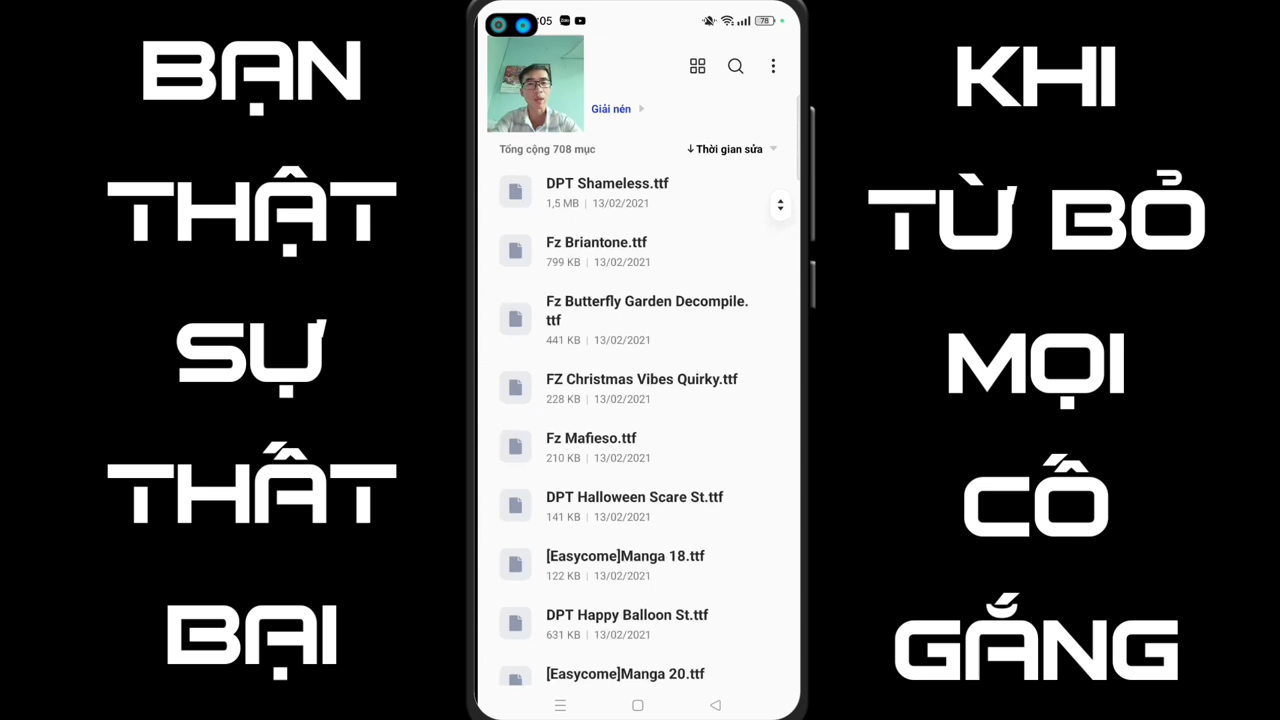 BẠN
THẬT
SỰ
THẤT
BẠI
:05
78
Giải nén
Tổng cộng 708 mục
Thời gian sửa
DPT Shameless.ttf
1,5 MB | 13/02/2021
Fz Briantone.ttf
799 KB | 13/02/2021
Fz Butterfly Garden Decompile.
ttf
441 KB | 13/02/2021
FZ Christmas Vibes Quirky.ttf
228 KB | 13/02/2021
Fz Mafieso.ttf
210 KB | 13/02/2021
DPT Halloween Scare St.ttf
141 KB | 13/02/2021
[Easycome]Manga 18.ttf
122 KB | 13/02/2021
DPT Happy Balloon St.ttf
631 KB | 13/02/2021
[Easycome]Manga 20.ttf
KHI
TỪ BỎ
MỌI
CỐ
GẮNG